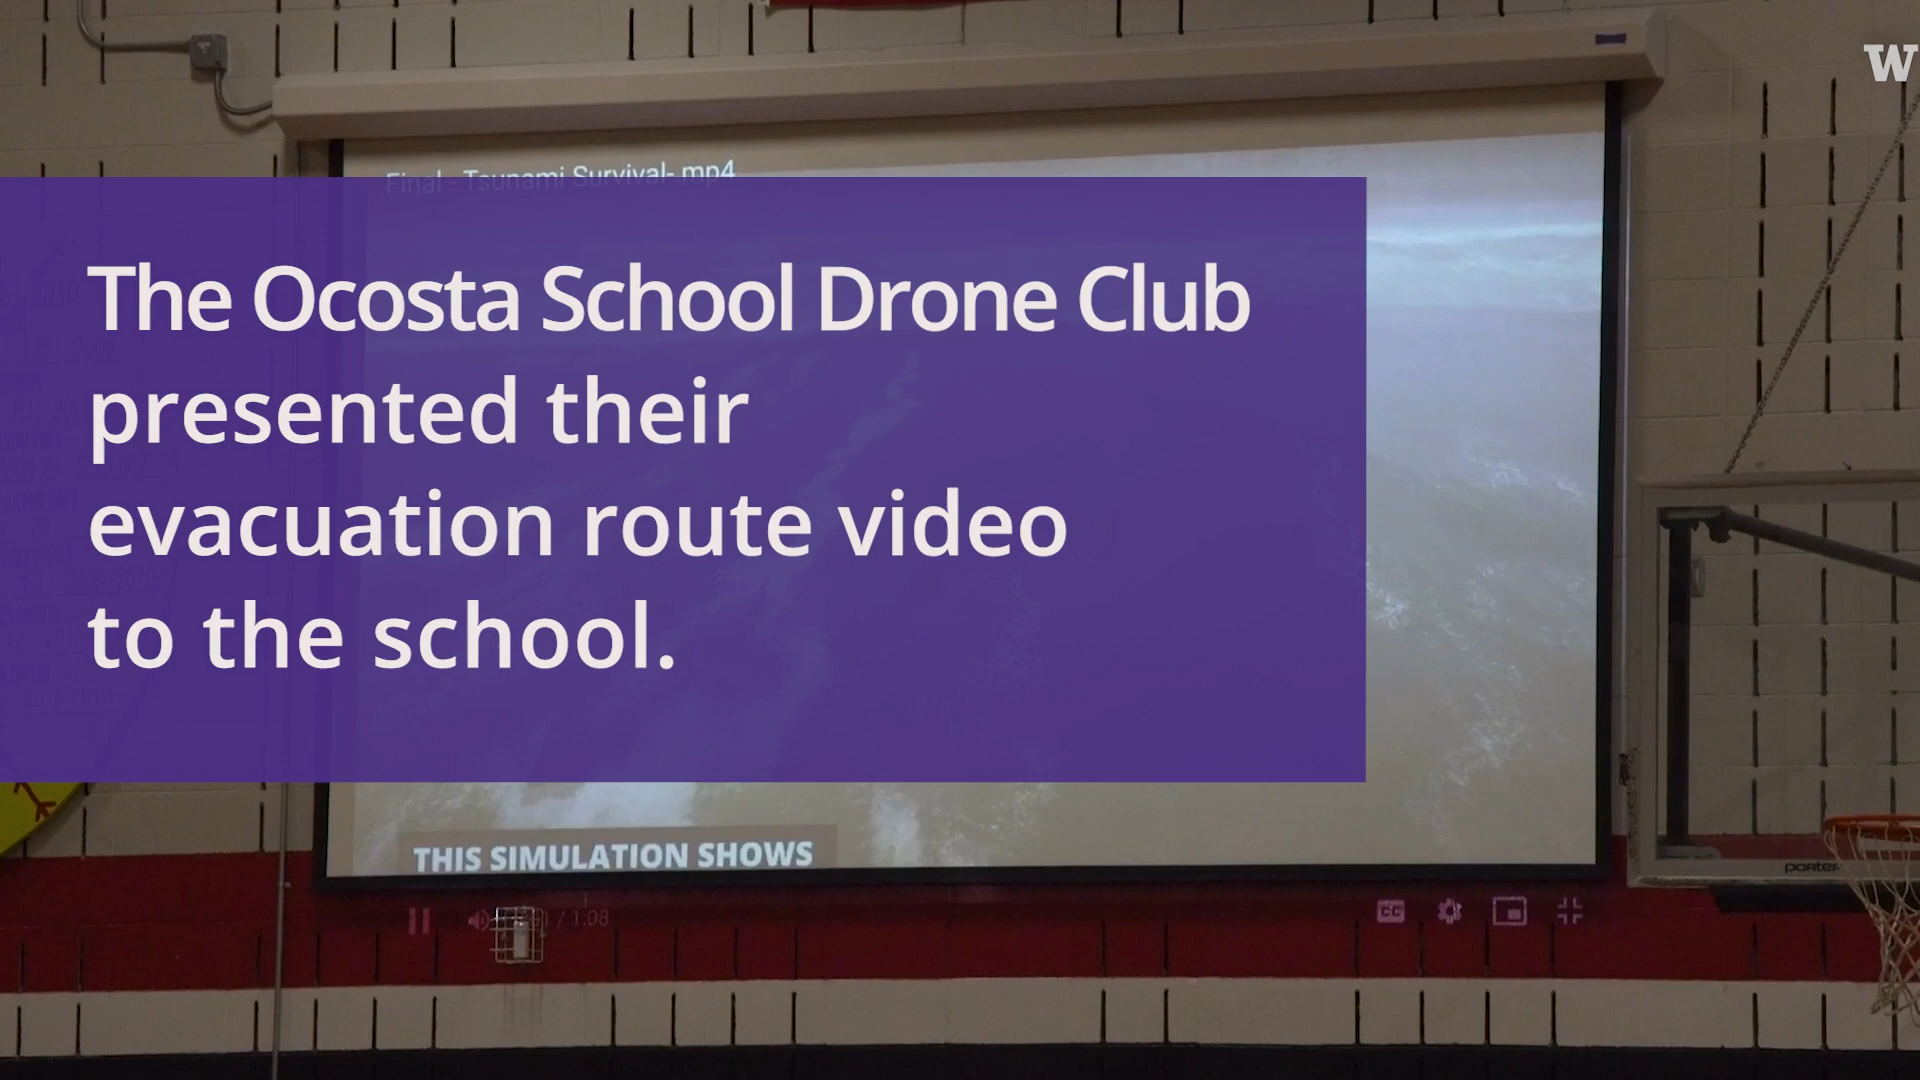 W
Final - Tsunami Survival-.mp4
The Ocosta School Drone Club
presented their
evacuation route video
to the school.
THIS SIMULATION SHOWS
porter
/ 1:08
CC